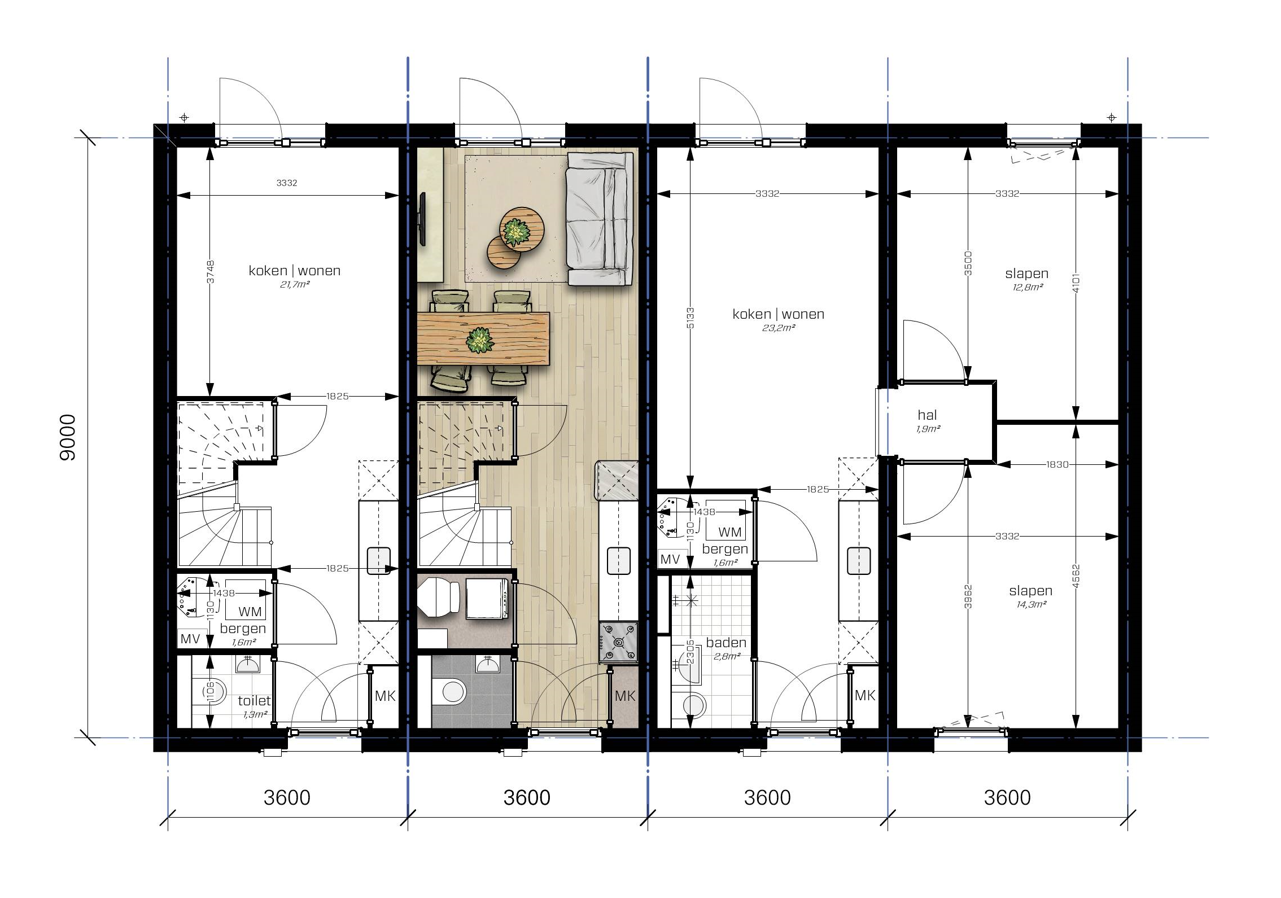 3332
3748
koken | wonen
21,7m²
1825
1825
1438
1130
WM
bergen
1,6m²
MV
1106
toilet
1,3m²
MK
MK
3332
5133
koken | wonen
23,2m²
1825
1438
1130
WM
bergen
1,6m²
MV
2305
baden
2,8m²
MK
3332
3500
4101
slapen
12,8m²
hal
1,9m²
1830
3332
3962
4562
slapen
14,3m²
9000
3600
3600
3600
3600